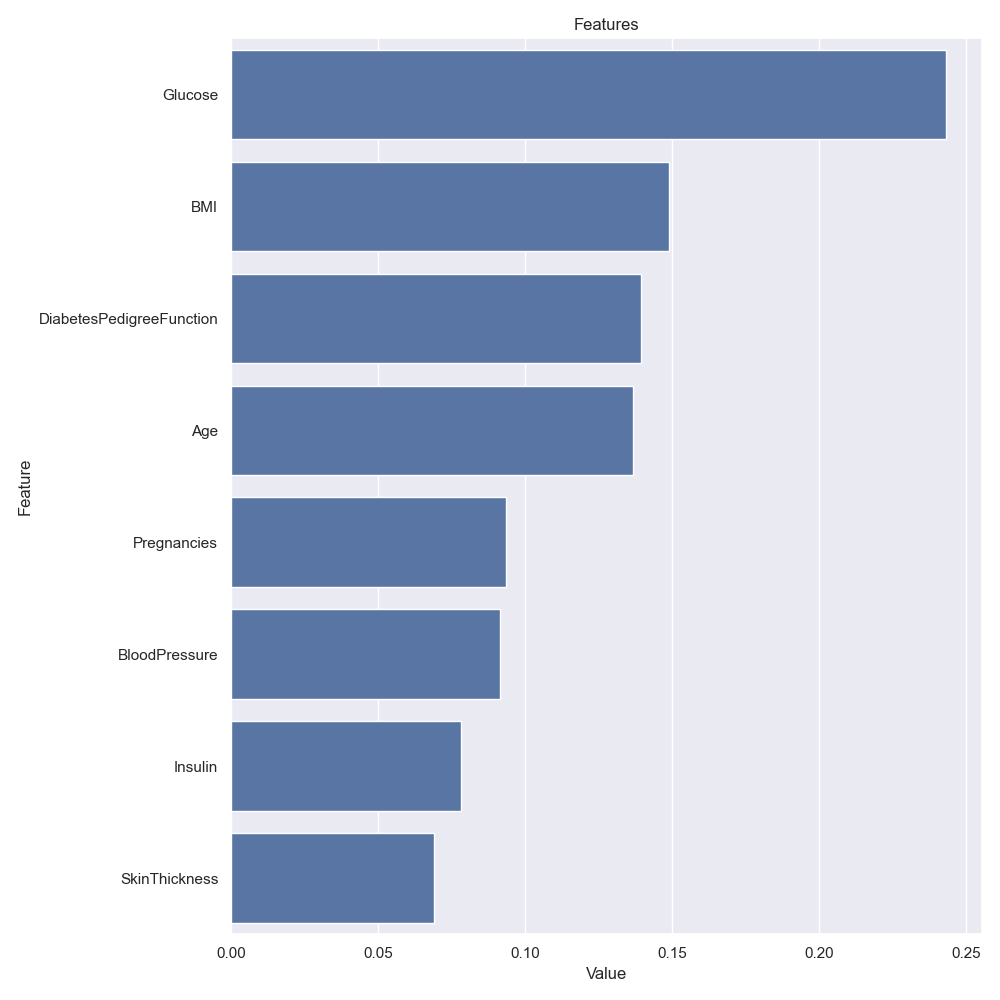 Features
Glucose
BMI
DiabetesPedigreeFunction
Age
Pregnancies
BloodPressure
Insulin
SkinThickness
Feature
0.00 0.05 0.10 0.15 0.20 0.25
Value